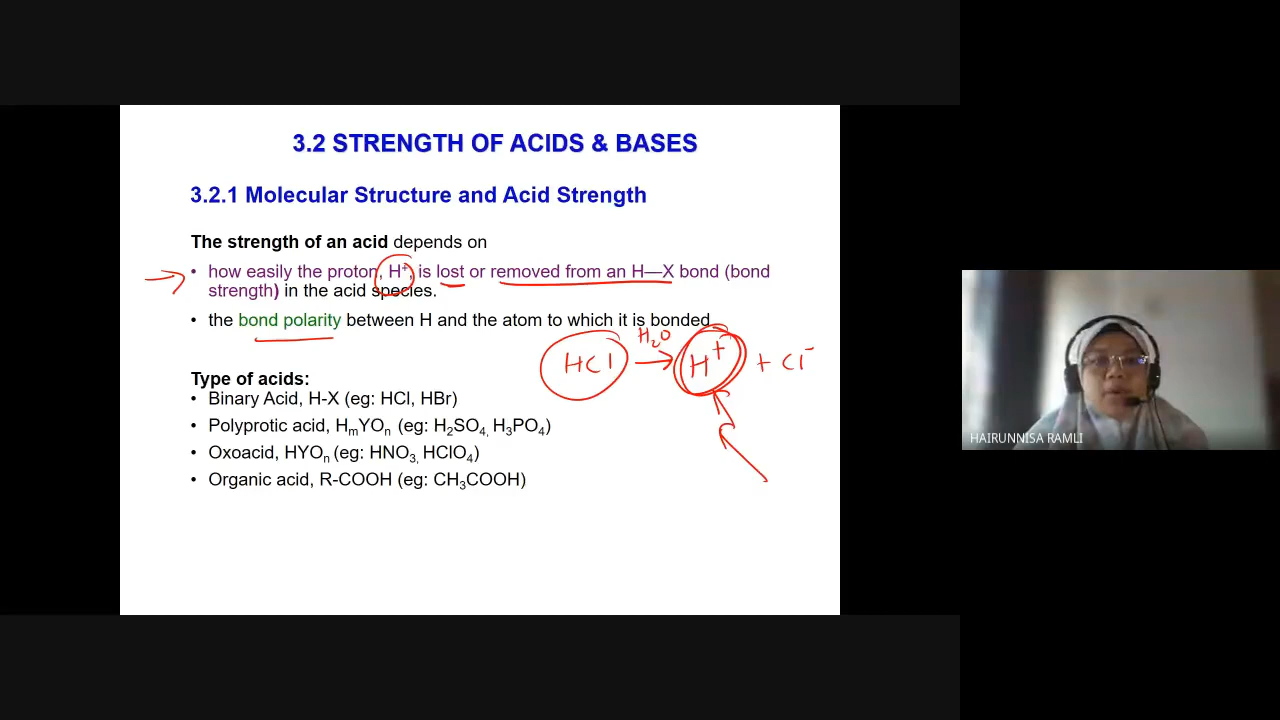 3.2 STRENGTH OF ACIDS & BASES
3.2.1 Molecular Structure and Acid Strength
The strength of an acid depends on
• how easily the proton, H⁺, is lost or removed from an H—X bond (bond
strength) in the acid species.
• the bond polarity between H and the atom to which it is bonded
HCl H₂O → H⁺ + Cl⁻
Type of acids:
• Binary Acid, H-X (eg: HCl, HBr)
• Polyprotic acid, HₘYOₙ (eg: H₂SO₄, H₃PO₄)
• Oxoacid, HYOₙ (eg: HNO₃, HClO₄)
• Organic acid, R-COOH (eg: CH₃COOH)
HAIRUNNISA RAMLI